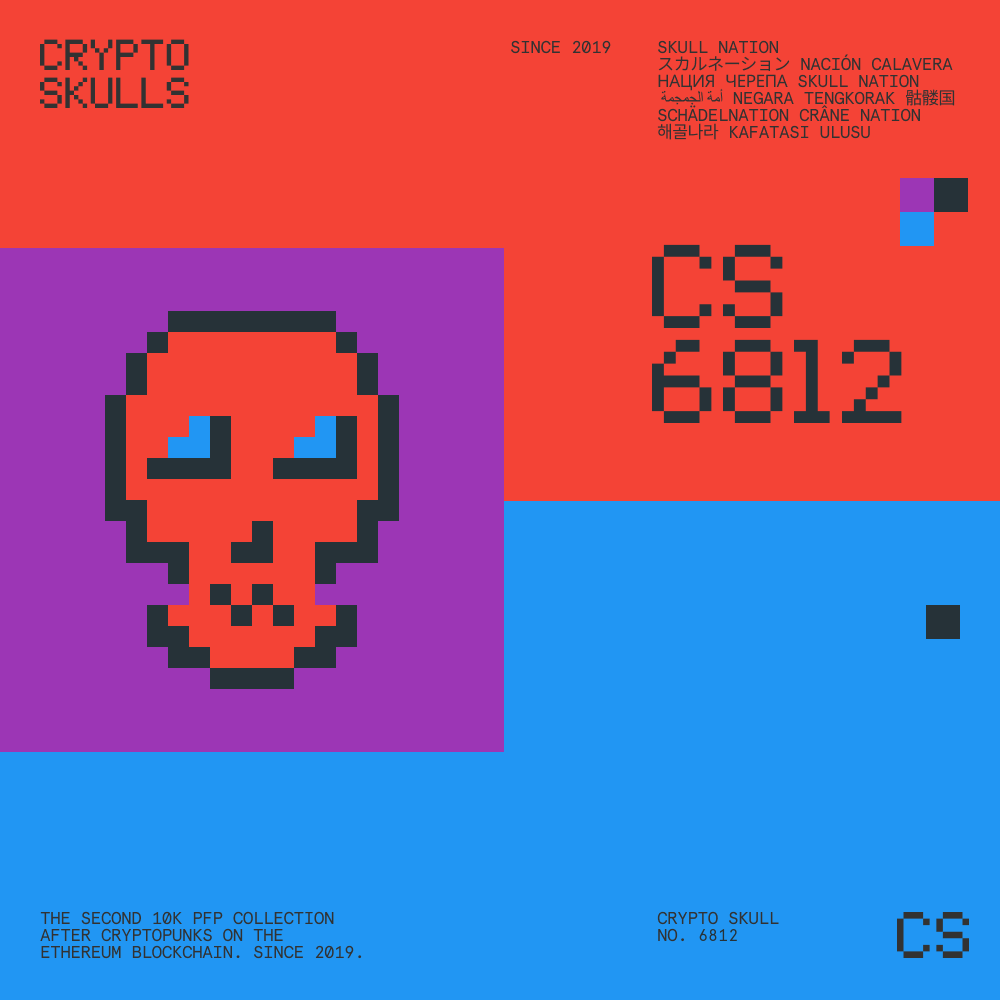 CRYPTO
SKULLS
SINCE 2019
SKULL NATION
スカルネーション NACIÓN CALAVERA
НАЦИЯ ЧЕРЕПА SKULL NATION
أمة الجمجمة NEGARA TENGKORAK 骷髅国
SCHÄDELNATION CRÂNE NATION
해골나라 KAFATASI ULUSU
CS
6812
THE SECOND 10K PFP COLLECTION
AFTER CRYPTOPUNKS ON THE
ETHEREUM BLOCKCHAIN. SINCE 2019.
CRYPTO SKULL
NO. 6812
CS